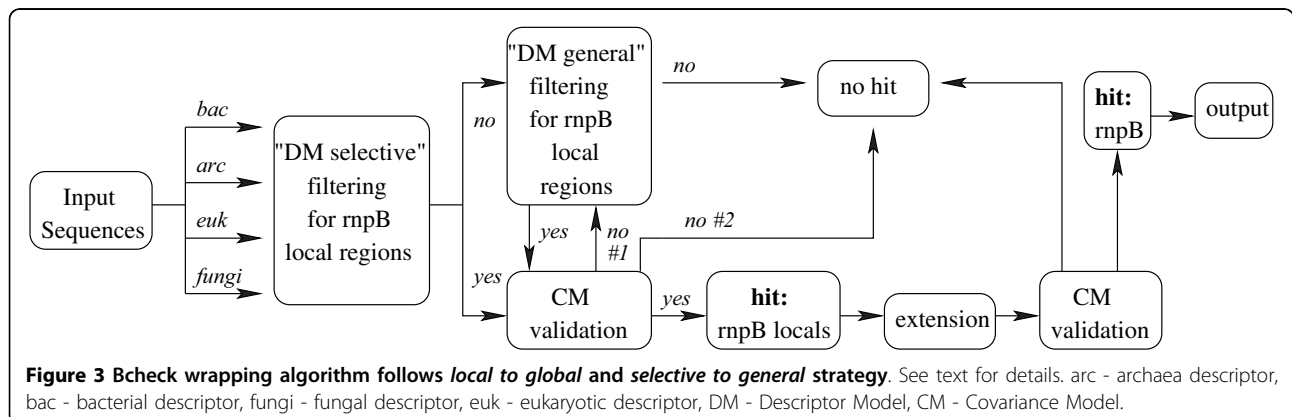 "DM general"
filtering
for rnpB
local
regions
no
no hit
hit:
rnpB
output
bac
arc
euk
fungi
Input
Sequences
"DM selective"
filtering
for rnpB
local regions
no
yes
yes
no
#1
no #2
CM
validation
yes
hit:
rnpB locals
extension
CM
validation
Figure 3 Bcheck wrapping algorithm follows local to global and selective to general strategy. See text for details. arc - archaea descriptor,
bac - bacterial descriptor, fungi - fungal descriptor, euk - eukaryotic descriptor, DM - Descriptor Model, CM - Covariance Model.